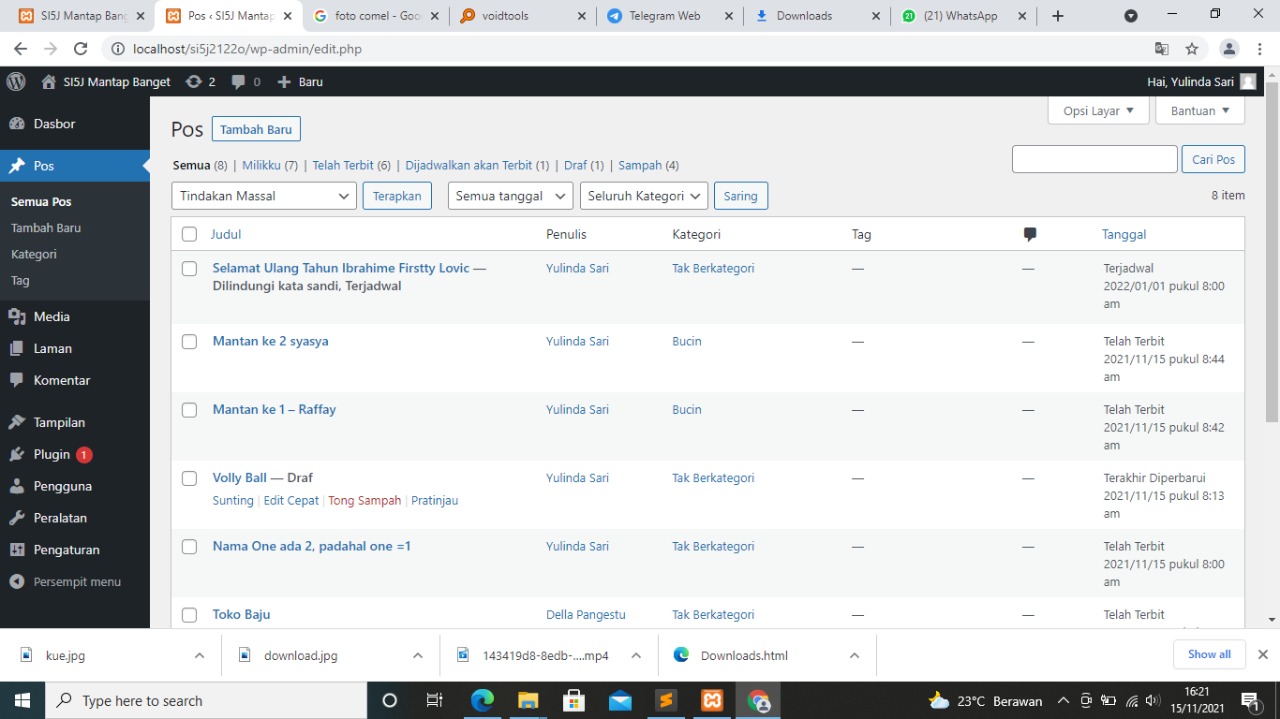 SI5J Mantap Bang
Pos ‹ SI5J Mantap
foto comel - Goo
voidtools
Telegram Web
Downloads
(21) WhatsApp
localhost/si5j2122o/wp-admin/edit.php
SI5J Mantap Banget 2 0 Baru Hai, Yulinda Sari
Opsi Layar Bantuan
Dasbor
Pos
Semua Pos
Tambah Baru
Kategori
Tag
Media
Laman
Komentar
Tampilan
Plugin 1
Pengguna
Peralatan
Pengaturan
Persempit menu
Pos Tambah Baru
Semua (8) | Milikku (7) | Telah Terbit (6) | Dijadwalkan akan Terbit (1) | Draf (1) | Sampah (4)
Cari Pos
Tindakan Massal Terapkan Semua tanggal Seluruh Kategori Saring 8 item
Judul Penulis Kategori Tag Tanggal
Selamat Ulang Tahun Ibrahime Firstty Lovic — Yulinda Sari Tak Berkategori — — Terjadwal
Dilindungi kata sandi, Terjadwal 2022/01/01 pukul 8:00
am
Mantan ke 2 syasya Yulinda Sari Bucin — — Telah Terbit
2021/11/15 pukul 8:44
am
Mantan ke 1 – Raffay Yulinda Sari Bucin — — Telah Terbit
2021/11/15 pukul 8:42
am
Volly Ball — Draf Yulinda Sari Tak Berkategori — — Terakhir Diperbarui
Sunting | Edit Cepat | Tong Sampah | Pratinjau 2021/11/15 pukul 8:13
am
Nama One ada 2, padahal one =1 Yulinda Sari Tak Berkategori — — Telah Terbit
2021/11/15 pukul 8:00
am
Toko Baju Della Pangestu Tak Berkategori — — Telah Terbit
kue.jpg download.jpg 143419d8-8edb-....mp4 Downloads.html Show all
Type here to search 23°C Berawan 16:21
15/11/2021 1